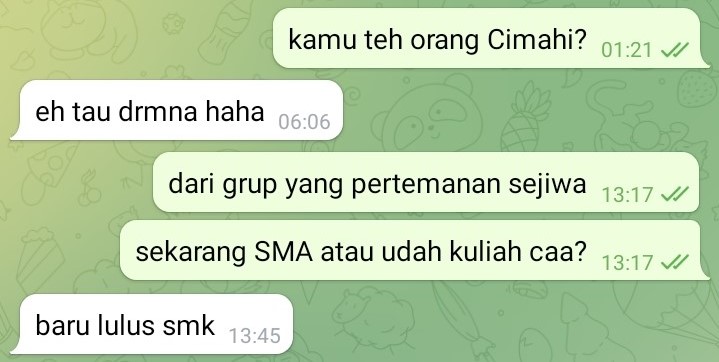 kamu teh orang Cimahi? 01:21
eh tau drmna haha 06:06
dari grup yang pertemanan sejiwa 13:17
sekarang SMA atau udah kuliah caa? 13:17
baru lulus smk 13:45